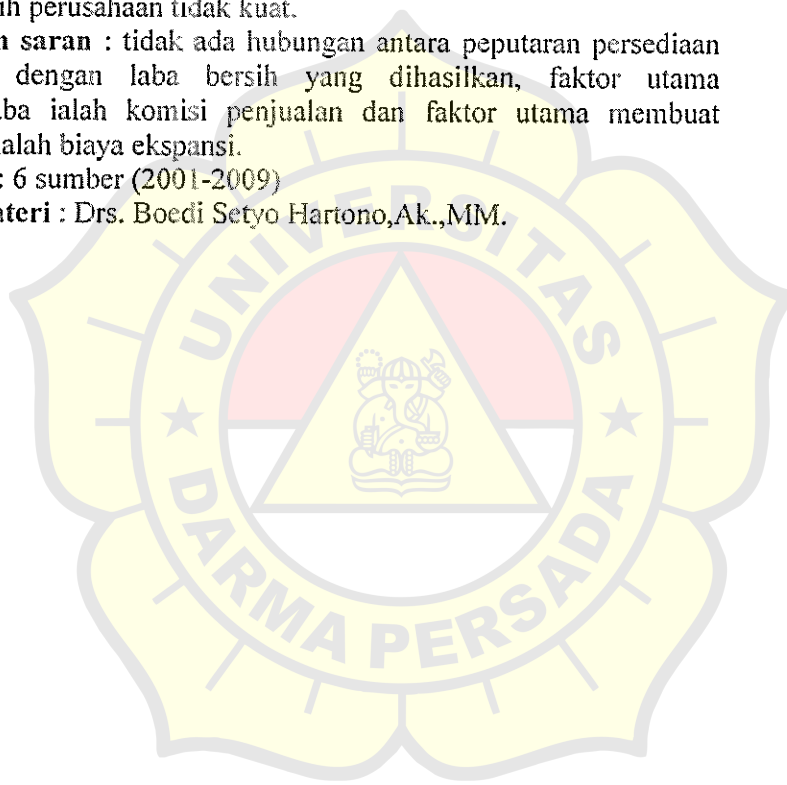 ih perusahaan tidak kuat.
n saran : tidak ada hubungan antara peputaran persediaan
dengan laba bersih yang dihasilkan, faktor utama
ba ialah komisi penjualan dan faktor utama membuat
alah biaya ekspansi.
: 6 sumber (2001-2009)
ateri : Drs. Boedi Setyo Hartono,Ak.,MM.
UNIVERSITAS
DARMA PERSADA